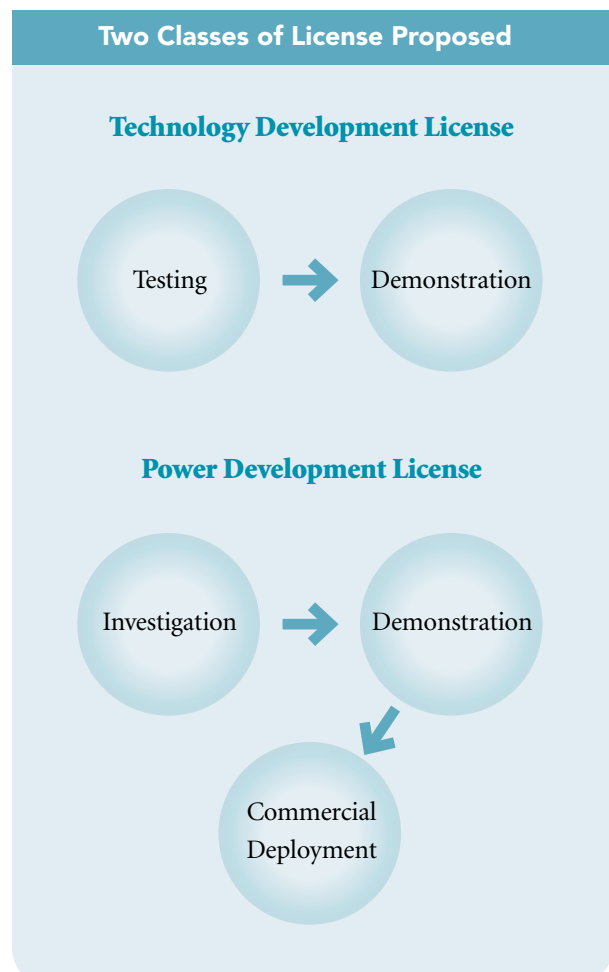 Two Classes of License Proposed
Technology Development License
Testing
Demonstration
Power Development License
Investigation
Demonstration
Commercial
Deployment